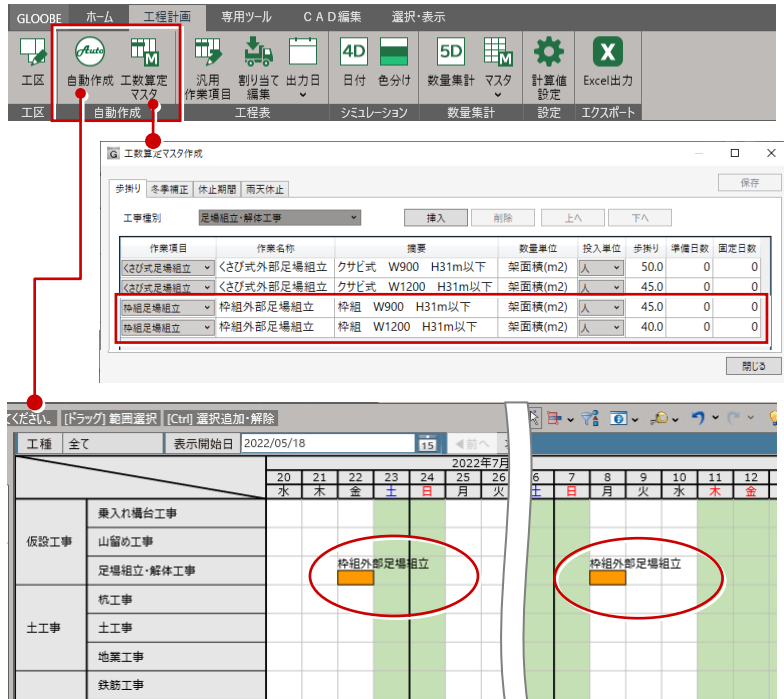 GLOOBE ホーム 工程計画 専用ツール CAD編集 選択・表示
工区 自動作成 工数算定マスタ 汎用作業項目 割り当て編集 出力日 4D 日付 色分け 5D 数量集計 マスタ 計算値設定 Excel出力
Auto 4D 5D M M X
工区 自動作成 工程表 シミュレーション 数量集計 設定 エクスポート
G 工数算定マスタ作成
歩掛り 冬季補正 休止期間 雨天休止 保存
工事種別 足場組立・解体工事 挿入 削除 上へ 下へ
作業項目 作業名称 摘要 数量単位 投入単位 歩掛り 準備日数 固定日数
くさび式足場組立 くさび式外部足場組立 クサビ式 W900 H31m以下 架面積(m2) 人 50.0 0 0
くさび式足場組立 くさび式外部足場組立 クサビ式 W1200 H31m以下 架面積(m2) 人 45.0 0 0
枠組足場組立 枠組外部足場組立 枠組 W900 H31m以下 架面積(m2) 人 45.0 0 0
枠組足場組立 枠組外部足場組立 枠組 W1200 H31m以下 架面積(m2) 人 40.0 0 0
閉じる
ください。 [ドラッグ] 範囲選択 [Ctrl] 選択追加・解除
工種 全て 表示開始日 2022/05/18 15 前へ
2022年7月
20 21 22 23 24 25 26 6 7 8 9 10 11 12
水 木 金 土 日 月 火 土 日 月 火 水 木 金
仮設工事
乗入れ構台工事
山留め工事
足場組立・解体工事 枠組外部足場組立 枠組外部足場組立
土工事
杭工事
土工事
地業工事
鉄筋工事